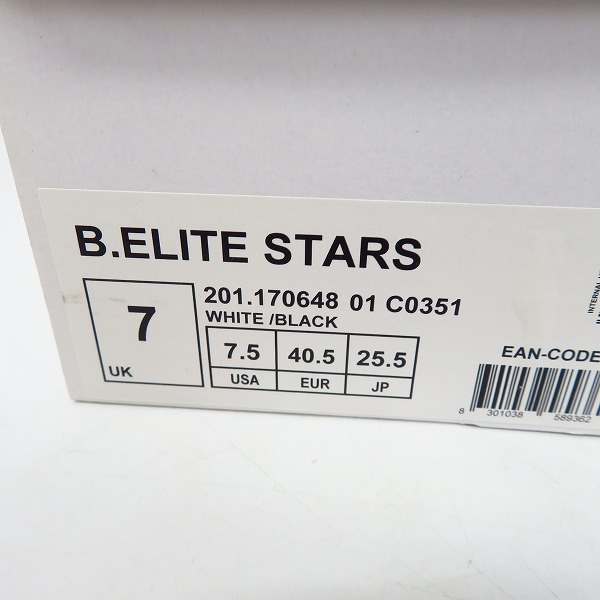 B.ELITE STARS
7
UK
201.170648 01 C0351
WHITE /BLACK
7.5 40.5 25.5
USA EUR JP
EAN-CODE
8 301038 589362
INTERNAL